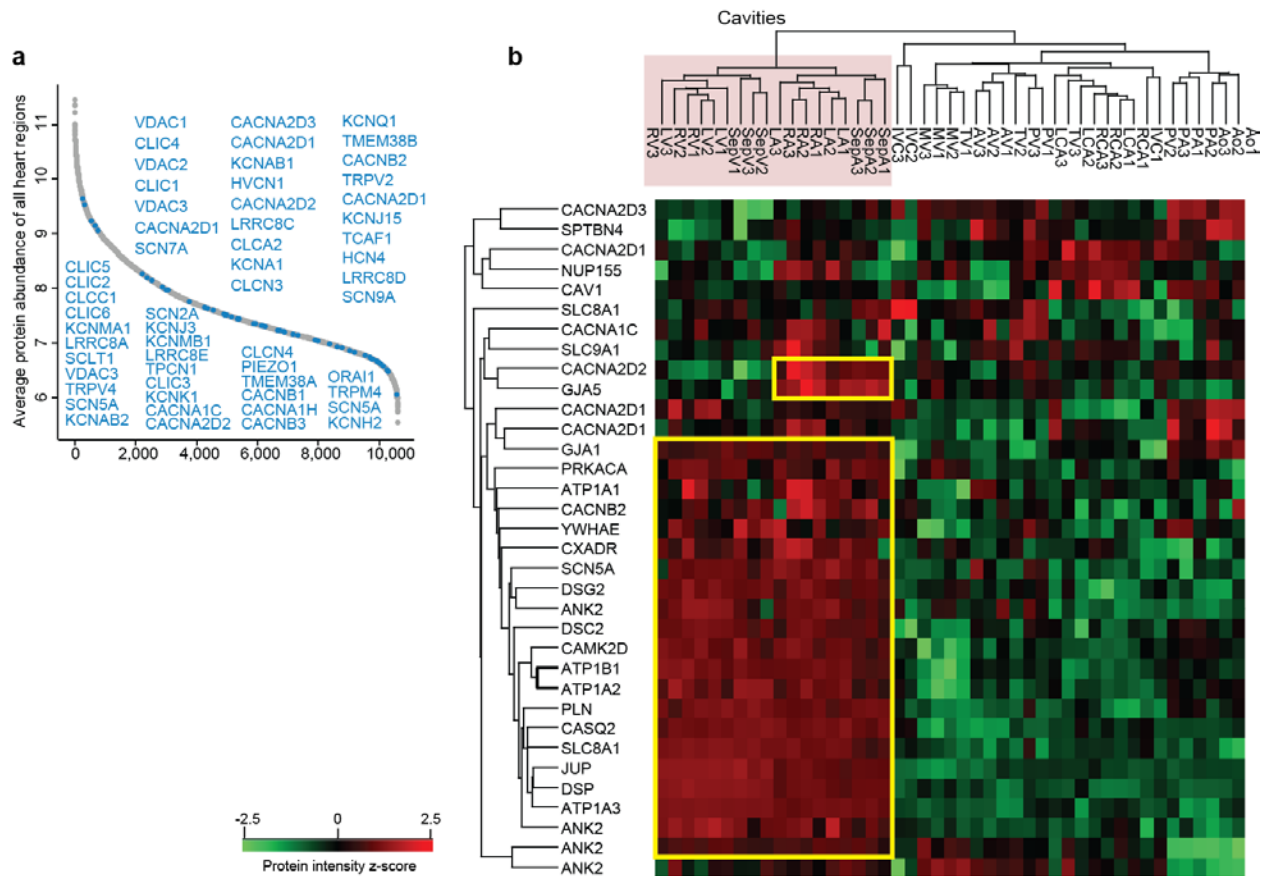 a
Average protein abundance of all heart regions
11
10
9
8
7
6
0
2,000
4,000
6,000
8,000
10,000
VDAC1
CLIC4
VDAC2
CLIC1
VDAC3
CACNA2D1
SCN7A
CACNA2D3
CACNA2D1
KCNAB1
HVCN1
CACNA2D2
LRRC8C
CLCA2
KCNA1
CLCN3
KCNQ1
TMEM38B
CACNB2
TRPV2
CACNA2D1
KCNJ15
TCAF1
HCN4
LRRC8D
SCN9A
CLIC5
CLIC2
CLCC1
CLIC6
KCNMA1
LRRC8A
SCLT1
VDAC3
TRPV4
SCN5A
KCNAB2
SCN2A
KCNJ3
KCNMB1
LRRC8E
TPCN1
CLIC3
KCNK1
CACNA1C
CACNA2D2
CLCN4
PIEZO1
TMEM38A
CACNB1
CACNA1H
CACNB3
ORAI1
TRPM4
SCN5A
KCNH2
b
Cavities
RV3
LV3
RV2
RV1
LV2
LV1
SepV1
SepV3
SepV2
LA3
RA3
RA2
RA1
LA2
LA1
SepA3
SepA2
SepA1
IVC3
IVC2
MV3
MV1
MV2
TV1
AV3
AV1
AV2
TV2
PV3
PV1
LCA3
TV3
LCA2
RCA3
RCA2
LCA1
RCA1
IVC1
PV2
PA3
PA1
PA2
Ao3
Ao2
Ao1
CACNA2D3
SPTBN4
CACNA2D1
NUP155
CAV1
SLC8A1
CACNA1C
SLC9A1
CACNA2D2
GJA5
CACNA2D1
CACNA2D1
GJA1
PRKACA
ATP1A1
CACNB2
YWHAE
CXADR
SCN5A
DSG2
ANK2
DSC2
CAMK2D
ATP1B1
ATP1A2
PLN
CASQ2
SLC8A1
JUP
DSP
ATP1A3
ANK2
ANK2
ANK2
-2.5 0 2.5
Protein intensity z-score